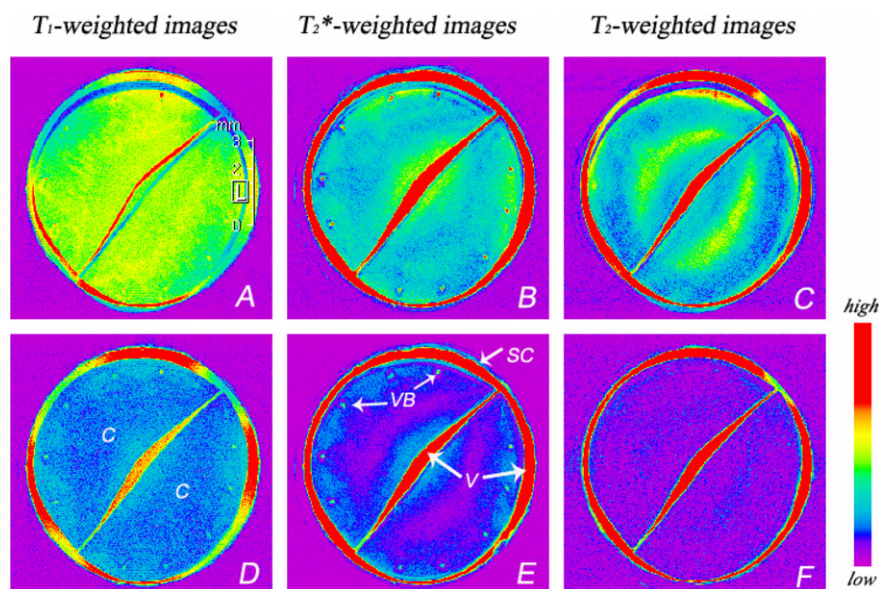 T1-weighted images T2*-weighted images T2-weighted images
mm
3
2
1
0
A B C
high
SC
VB
C
V
C
D E F
low